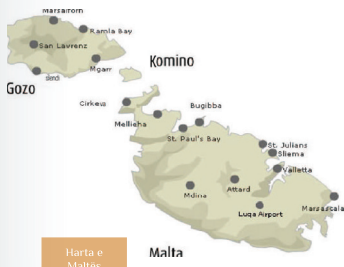 Marsalforn
Ramla Bay
San Lavrenz
Mgarr
Komino
Gozo
Cirkewa
Bugibba
Mellieha
St. Paul's Bay
St. Julians
Sliema
Valletta
Attard
Mdina
Luqa Airport
Marsascala
Malta
Harta e
Maltës